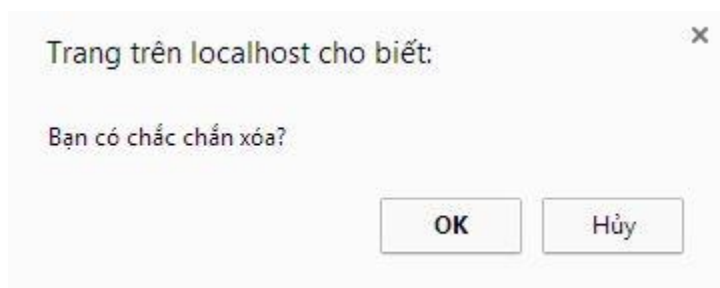 Trang trên localhost cho biết:
Bạn có chắc chắn xóa?
OK Hủy